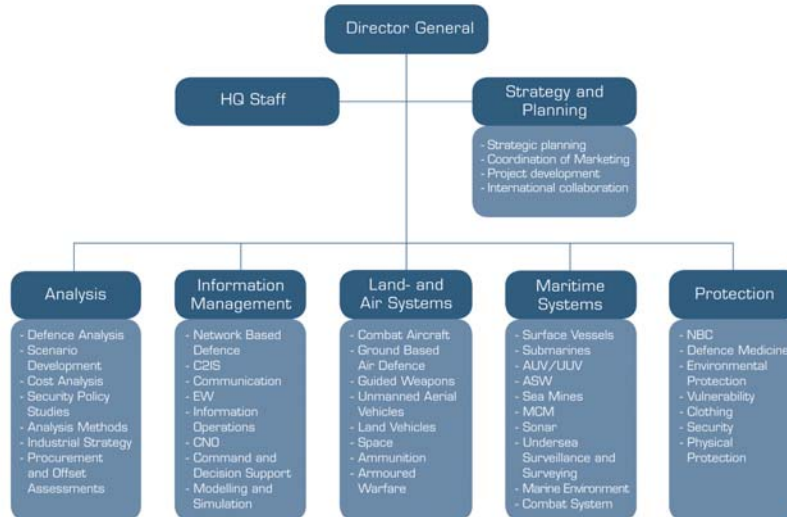 Director General
HQ Staff
Strategy and
Planning
- Strategic planning
- Coordination of Marketing
- Project development
- International collaboration
Analysis
- Defence Analysis
- Scenario
Development
- Cost Analysis
- Security Policy
Studies
- Analysis Methods
- Industrial Strategy
- Procurement
and Offset
Assessments
Information
Management
- Network Based
Defence
- C2IS
- Communication
- EW
- Information
Operations
- CNO
- Command and
Decision Support
- Modelling and
Simulation
Land- and
Air Systems
- Combat Aircraft
- Ground Based
Air Defence
- Guided Weapons
- Unmanned Aerial
Vehicles
- Land Vehicles
- Space
- Ammunition
- Armoured
Warfare
Maritime
Systems
- Surface Vessels
- Submarines
- AUV/UUV
- ASW
- Sea Mines
- MCM
- Sonar
- Undersea
Surveillance and
Surveying
- Marine Environment
- Combat System
Protection
- NBC
- Defence Medicine
- Environmental
Protection
- Vulnerability
- Clothing
- Security
- Physical
Protection